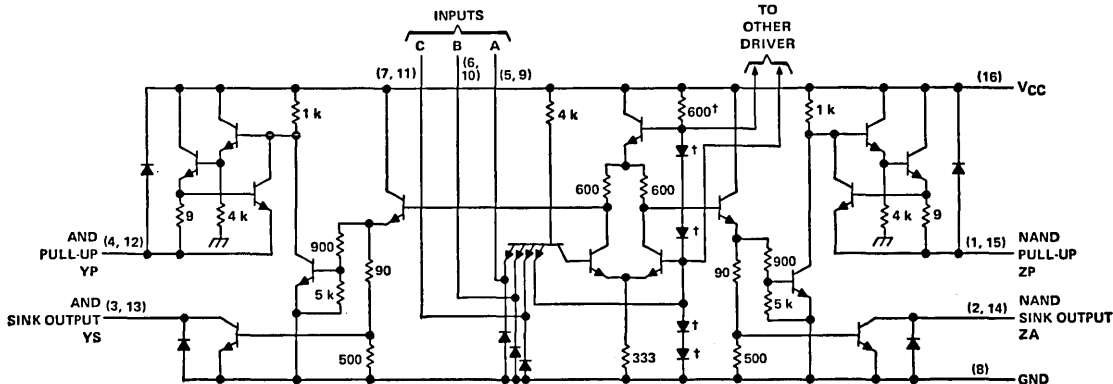 INPUTS
C B A
(7, 11)
(6,
10)
(5, 9)
TO
OTHER
DRIVER
(16)
VCC
1 k
4 k
600†
1 k
†
9
4 k
600
600
4 k
9
AND
PULL-UP
YP
(4, 12)
900
90
5 k
†
90
900
5 k
(1, 15)
NAND
PULL-UP
ZP
AND
SINK OUTPUT
YS
(3, 13)
500
333
†
†
500
(2, 14)
NAND
SINK OUTPUT
ZA
(8)
GND